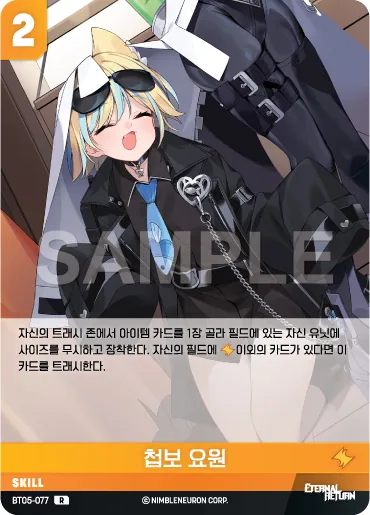 2
SAMPLE
자신의 트래시 존에서 아이템 카드를 1장 골라 필드에 있는 자신 유닛에
사이즈를 무시하고 장착한다. 자신의 필드에 이외의 카드가 있다면 이
카드를 트래시한다.
첩보 요원
SKILL
BT05-077 R ©NIMBLENEURON CORP. ETERNAL RETURN